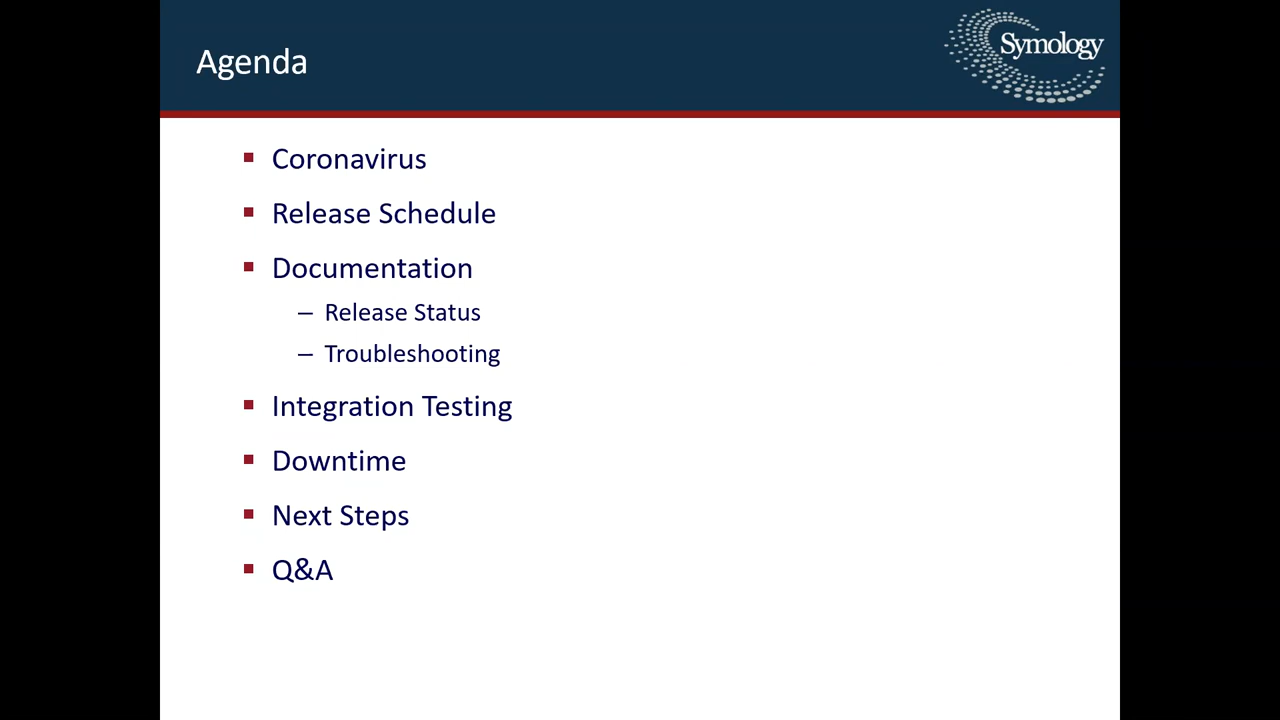 Agenda
Symology
Coronavirus
Release Schedule
Documentation
– Release Status
– Troubleshooting
Integration Testing
Downtime
Next Steps
Q&A